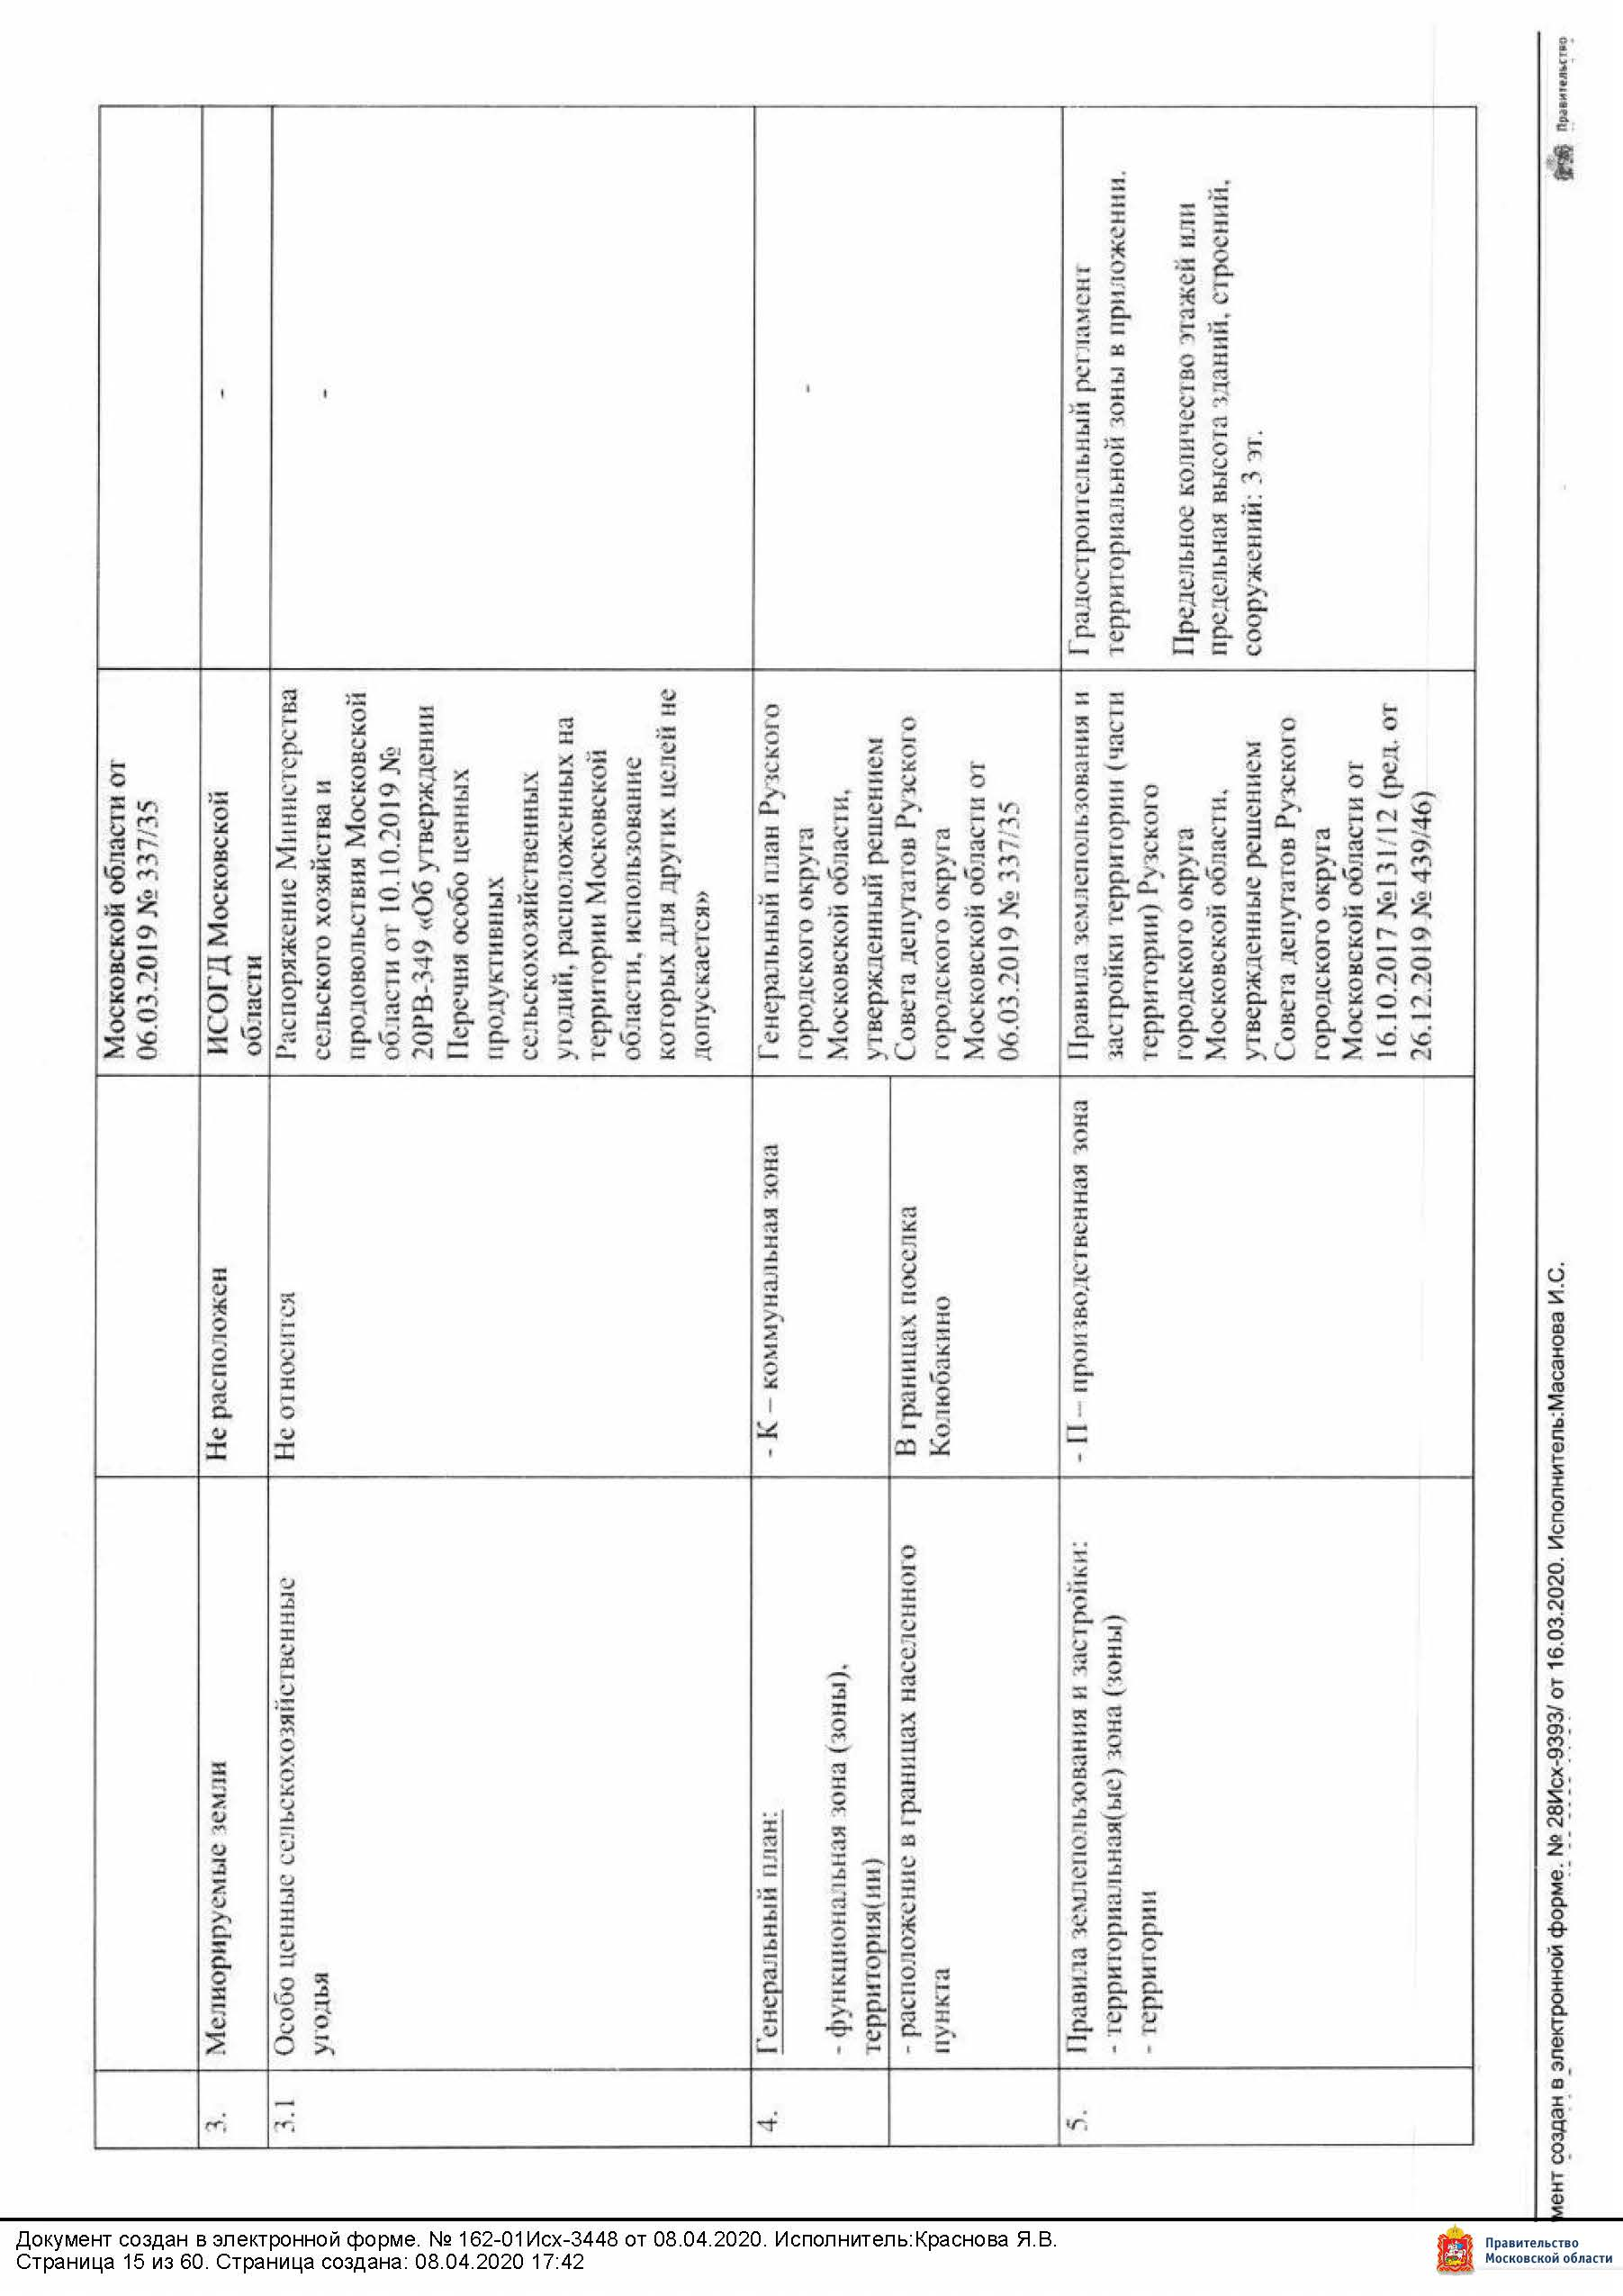 Московской области от
06.03.2019 № 337/35
3.
Мелиорируемые земли
Не расположен
ИСОГД Московской
области
-
3.1
Особо ценные сельскохозяйственные
угодья
Не относится
Распоряжение Министерства
сельского хозяйства и
продовольствия Московской
области от 10.10.2019 №
20РВ-349 «Об утверждении
Перечня особо ценных
продуктивных
сельскохозяйственных
угодий, расположенных на
территории Московской
области, использование
которых для других целей не
допускается»
-
4.
Генеральный план:
- функциональная зона (зоны),
территория(ии)
- К – коммунальная зона
Генеральный план Рузского
городского округа
Московской области,
утвержденный решением
Совета депутатов Рузского
городского округа
Московской области от
06.03.2019 № 337/35
-
- расположение в границах населенного
пункта
В границах поселка
Колюбакино
5.
Правила землепользования и застройки:
- территориальная(ые) зона (зоны)
- территории
- П – производственная зона
Правила землепользования и
застройки территории (части
территории) Рузского
городского округа
Московской области,
утвержденные решением
Совета депутатов Рузского
городского округа
Московской области от
16.10.2017 №131/12 (ред. от
26.12.2019 № 439/46)
Градостроительный регламент
территориальной зоны в приложении.
Предельное количество этажей или
предельная высота зданий, строений,
сооружений: 3 эт.
мент создан в электронной форме. № 28Исх-9393/ от 16.03.2020. Исполнитель:Масанова И.С.
Правительство
Документ создан в электронной форме. № 162-01Исх-3448 от 08.04.2020. Исполнитель:Краснова Я.В.
Страница 15 из 60. Страница создана: 08.04.2020 17:42
Правительство
Московской области